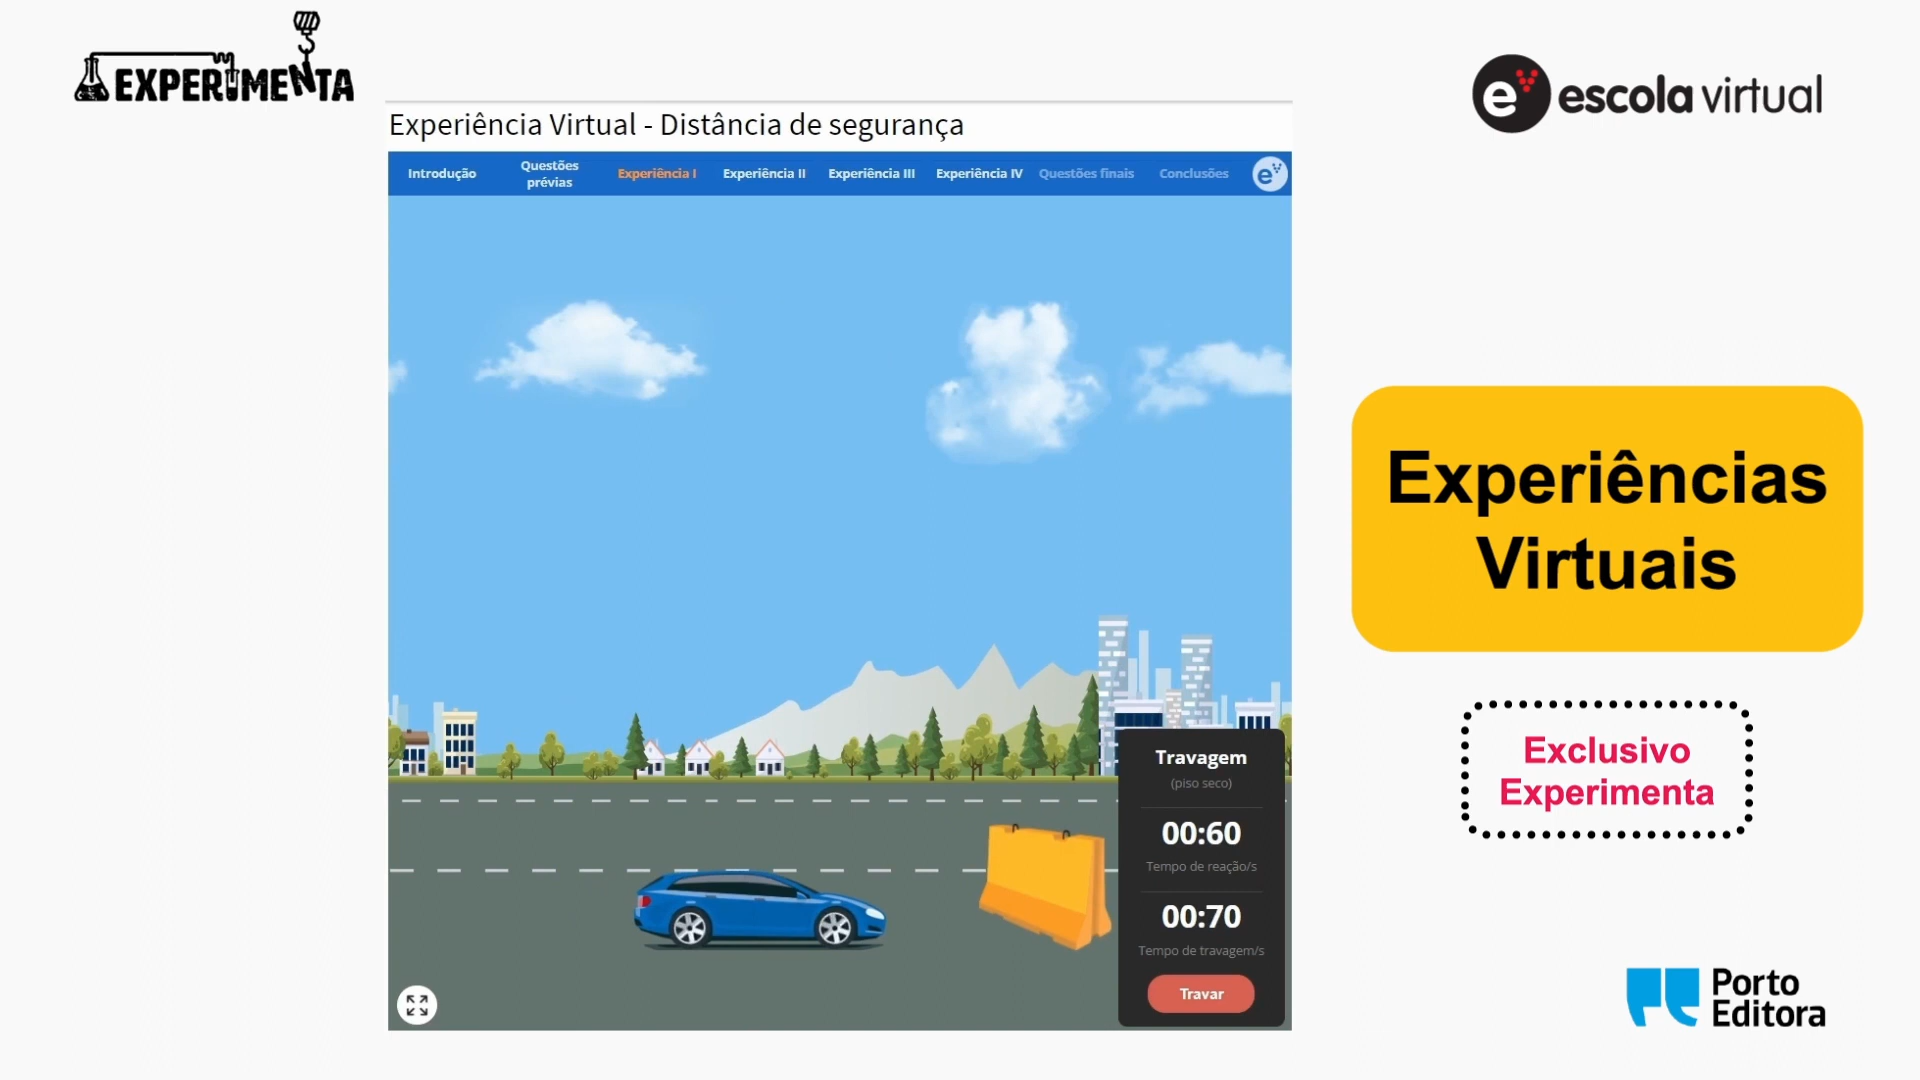 EXPERIMENTA
escola virtual
Experiência Virtual - Distância de segurança
Introdução
Questões
prévias
Experiência I
Experiência II
Experiência III
Experiência IV
Questões finais
Conclusões
Experiências
Virtuais
Exclusivo
Experimenta
Travagem
(piso seco)
00:60
Tempo de reação/s
00:70
Tempo de travagem/s
Travar
Porto
Editora